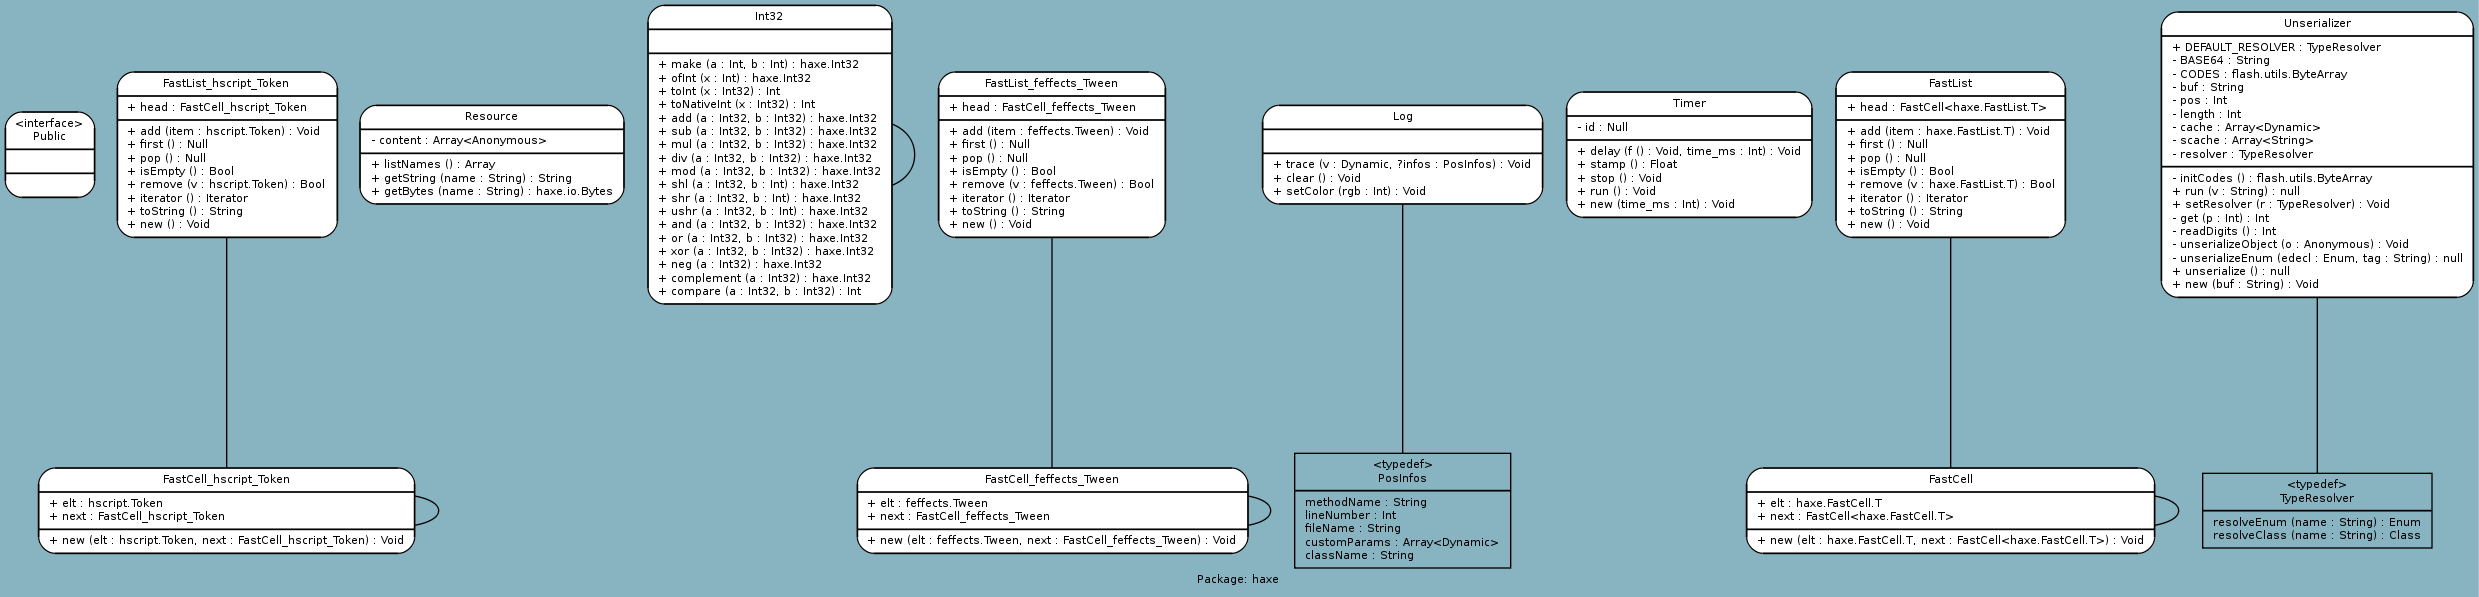 <interface>
Public
FastList_hscript_Token
+ head : FastCell_hscript_Token
+ add (item : hscript.Token) : Void
+ first () : Null
+ pop () : Null
+ isEmpty () : Bool
+ remove (v : hscript.Token) : Bool
+ iterator () : Iterator
+ toString () : String
+ new () : Void
Resource
- content : Array<Anonymous>
+ listNames () : Array
+ getString (name : String) : String
+ getBytes (name : String) : haxe.io.Bytes
Int32
+ make (a : Int, b : Int) : haxe.Int32
+ ofInt (x : Int) : haxe.Int32
+ toInt (x : Int32) : Int
+ toNativeInt (x : Int32) : Int
+ add (a : Int32, b : Int32) : haxe.Int32
+ sub (a : Int32, b : Int32) : haxe.Int32
+ mul (a : Int32, b : Int32) : haxe.Int32
+ div (a : Int32, b : Int32) : haxe.Int32
+ mod (a : Int32, b : Int32) : haxe.Int32
+ shl (a : Int32, b : Int) : haxe.Int32
+ shr (a : Int32, b : Int) : haxe.Int32
+ ushr (a : Int32, b : Int) : haxe.Int32
+ and (a : Int32, b : Int32) : haxe.Int32
+ or (a : Int32, b : Int32) : haxe.Int32
+ xor (a : Int32, b : Int32) : haxe.Int32
+ neg (a : Int32) : haxe.Int32
+ complement (a : Int32) : haxe.Int32
+ compare (a : Int32, b : Int32) : Int
FastList_feffects_Tween
+ head : FastCell_feffects_Tween
+ add (item : feffects.Tween) : Void
+ first () : Null
+ pop () : Null
+ isEmpty () : Bool
+ remove (v : feffects.Tween) : Bool
+ iterator () : Iterator
+ toString () : String
+ new () : Void
Log
+ trace (v : Dynamic, ?infos : PosInfos) : Void
+ clear () : Void
+ setColor (rgb : Int) : Void
Timer
- id : Null
+ delay (f () : Void, time_ms : Int) : Void
+ stamp () : Float
+ stop () : Void
+ run () : Void
+ new (time_ms : Int) : Void
FastList
+ head : FastCell<haxe.FastList.T>
+ add (item : haxe.FastList.T) : Void
+ first () : Null
+ pop () : Null
+ isEmpty () : Bool
+ remove (v : haxe.FastList.T) : Bool
+ iterator () : Iterator
+ toString () : String
+ new () : Void
Unserializer
+ DEFAULT_RESOLVER : TypeResolver
- BASE64 : String
- CODES : flash.utils.ByteArray
- buf : String
- pos : Int
- length : Int
- cache : Array<Dynamic>
- scache : Array<String>
- resolver : TypeResolver
- initCodes () : flash.utils.ByteArray
+ run (v : String) : null
+ setResolver (r : TypeResolver) : Void
- get (p : Int) : Int
- readDigits () : Int
- unserializeObject (o : Anonymous) : Void
- unserializeEnum (edecl : Enum, tag : String) : null
+ unserialize () : null
+ new (buf : String) : Void
FastCell_hscript_Token
+ elt : hscript.Token
+ next : FastCell_hscript_Token
+ new (elt : hscript.Token, next : FastCell_hscript_Token) : Void
FastCell_feffects_Tween
+ elt : feffects.Tween
+ next : FastCell_feffects_Tween
+ new (elt : feffects.Tween, next : FastCell_feffects_Tween) : Void
<typedef>
PosInfos
methodName : String
lineNumber : Int
fileName : String
customParams : Array<Dynamic>
className : String
FastCell
+ elt : haxe.FastCell.T
+ next : FastCell<haxe.FastCell.T>
+ new (elt : haxe.FastCell.T, next : FastCell<haxe.FastCell.T>) : Void
<typedef>
TypeResolver
resolveEnum (name : String) : Enum
resolveClass (name : String) : Class
Package: haxe